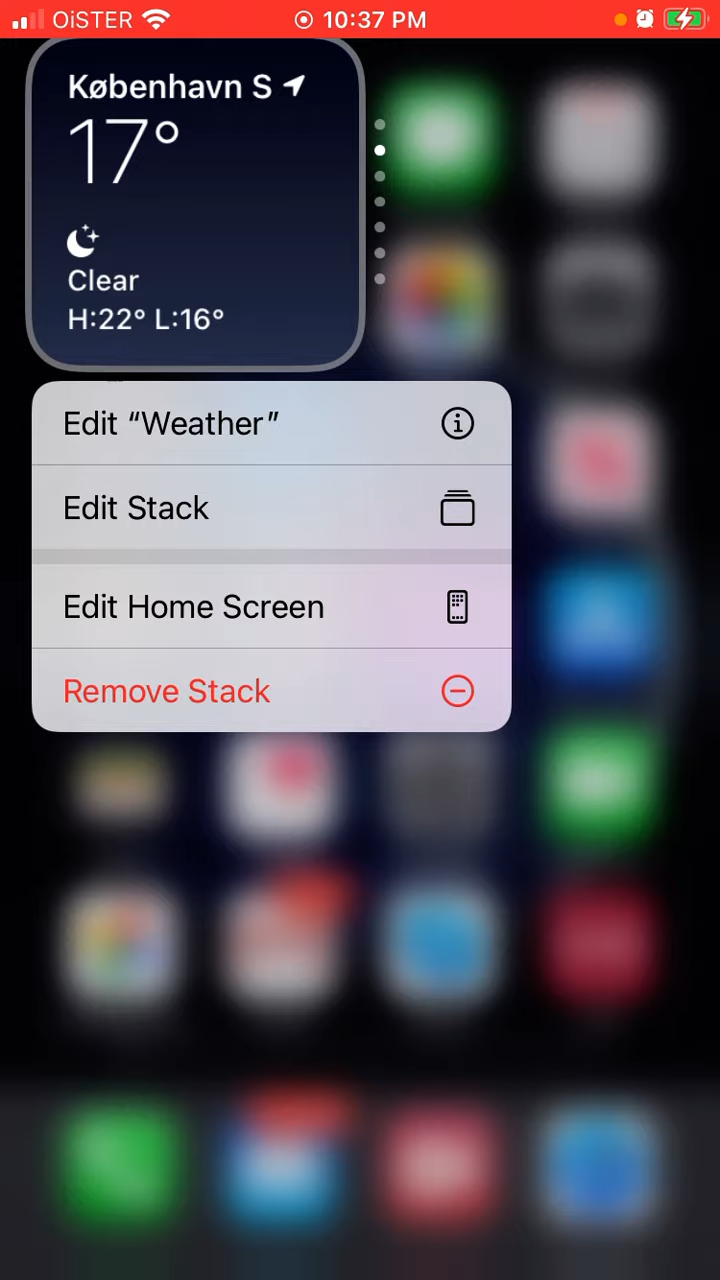 OiSTER 10:37 PM
København S
17°
Clear
H:22° L:16°
Edit “Weather”
Edit Stack
Edit Home Screen
Remove Stack